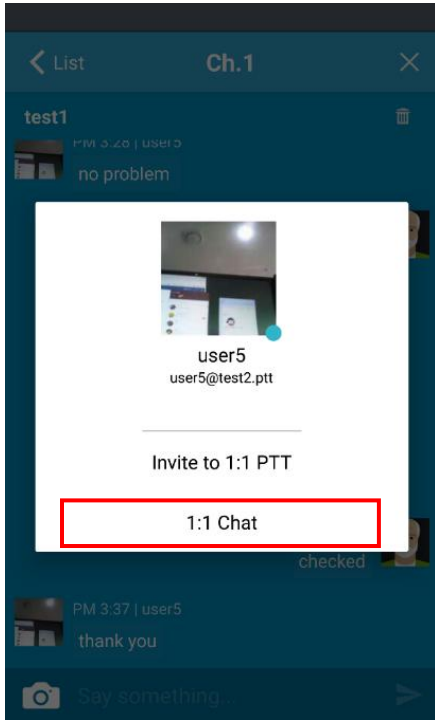 List
Ch.1
test1
PM 3:28 | user5
no problem
user5
user5@test2.ptt
Invite to 1:1 PTT
1:1 Chat
checked
PM 3:37 | user5
thank you
Say something...